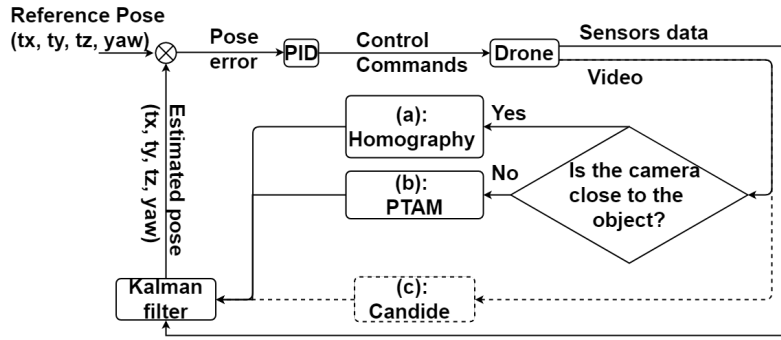 Reference Pose
(tx, ty, tz, yaw)
Pose
error
PID
Control
Commands
Drone
Sensors data
Video
(a):
Homography
Yes
(b):
PTAM
No
Is the camera
close to the
object?
Estimated pose
(tx, ty, tz, yaw)
Kalman
filter
(c):
Candide